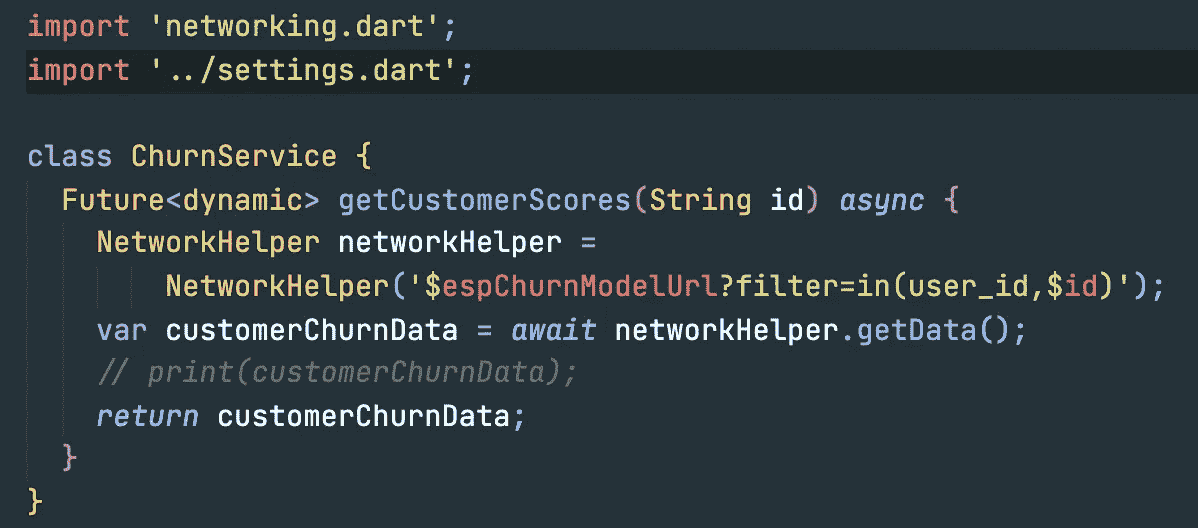 import 'networking.dart';
import '../settings.dart';
class ChurnService {
Future<dynamic> getCustomerScores(String id) async {
NetworkHelper networkHelper =
NetworkHelper('$espChurnModelUrl?filter=in(user_id,$id)');
var customerChurnData = await networkHelper.getData();
// print(customerChurnData);
return customerChurnData;
}
}